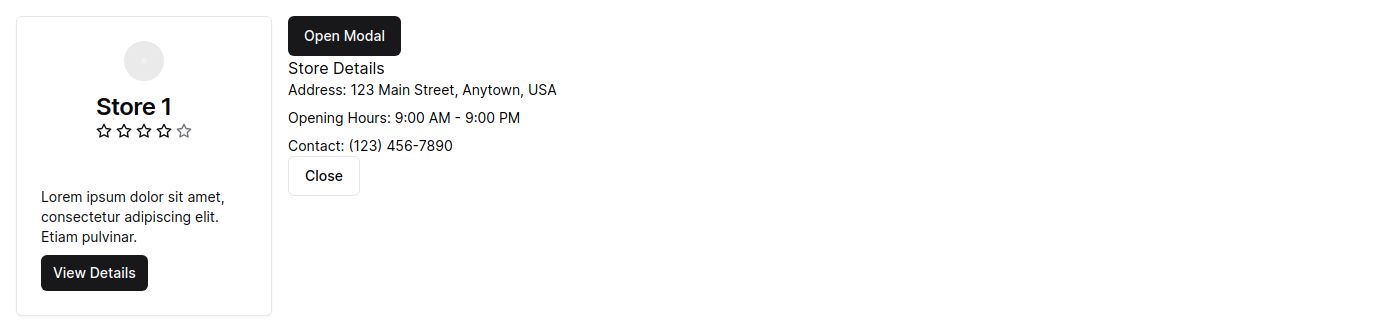 Store 1
Lorem ipsum dolor sit amet,
consectetur adipiscing elit.
Etiam pulvinar.
View Details
Open Modal
Store Details
Address: 123 Main Street, Anytown, USA
Opening Hours: 9:00 AM - 9:00 PM
Contact: (123) 456-7890
Close